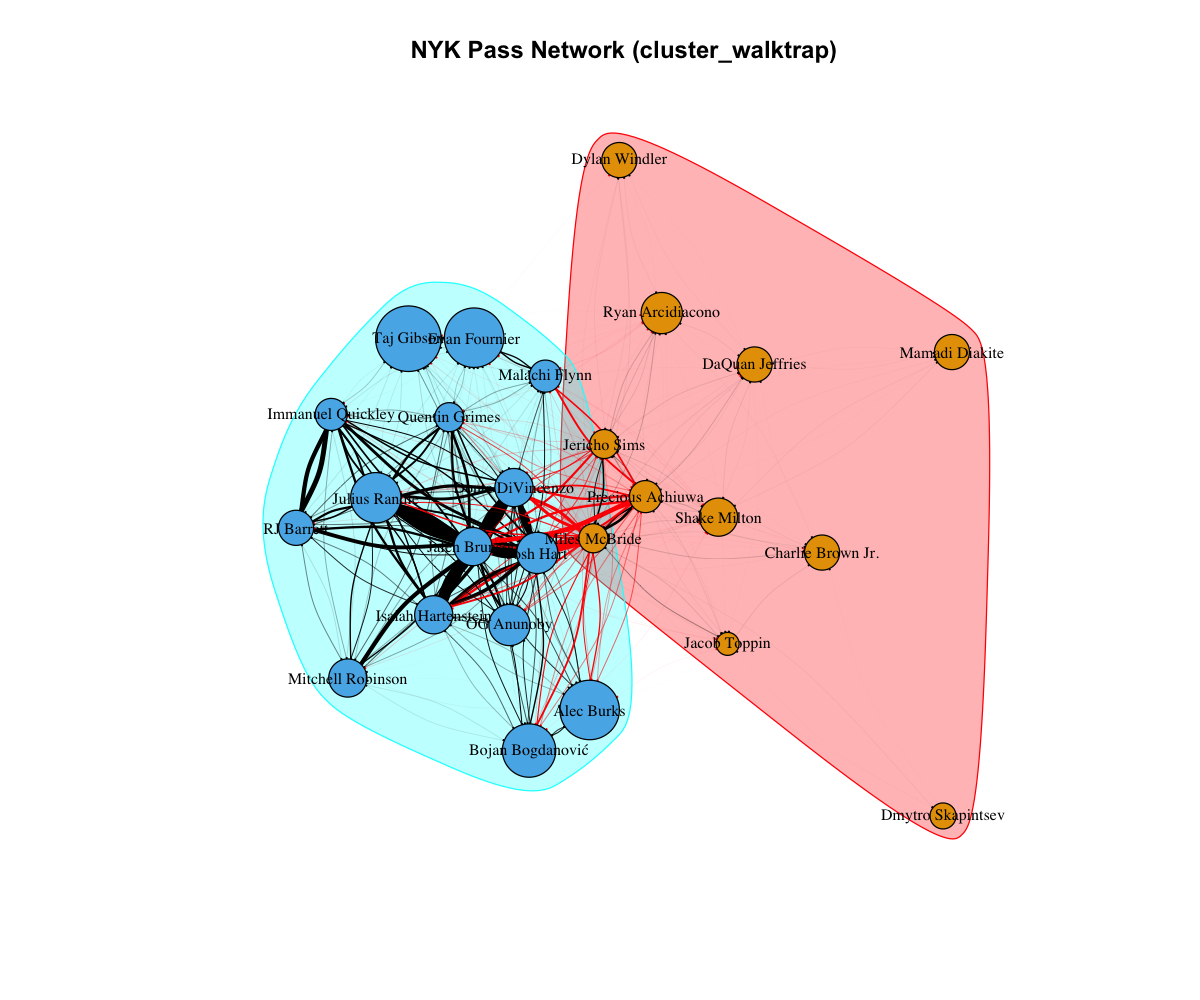 NYK Pass Network (cluster_walktrap)
Dylan Windler
Ryan Arcidiacono
Taj Gibson
Evan Fournier
Mamadi Diakite
DaQuan Jeffries
Malachi Flynn
Immanuel Quickley
Quentin Grimes
Jericho Sims
Donte DiVincenzo
Julius Randle
Precious Achiuwa
Shake Milton
RJ Barrett
Jalen Brunson
Josh Hart
Miles McBride
Charlie Brown Jr.
Isaiah Hartenstein
OG Anunoby
Jacob Toppin
Mitchell Robinson
Alec Burks
Bojan Bogdanović
Dmytro Skapintsev